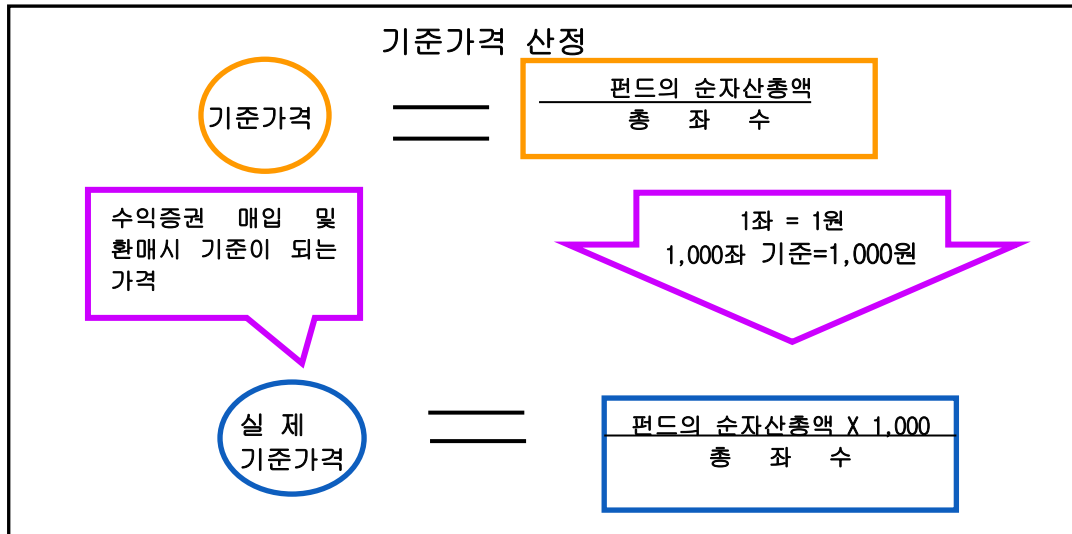 기준가격 산정
기준가격
펀드의 순자산총액
총 좌 수
수익증권 매입 및
환매시 기준이 되는
가격
1좌 = 1원
1,000좌 기준=1,000원
실 제
기준가격
펀드의 순자산총액 X 1,000
총 좌 수